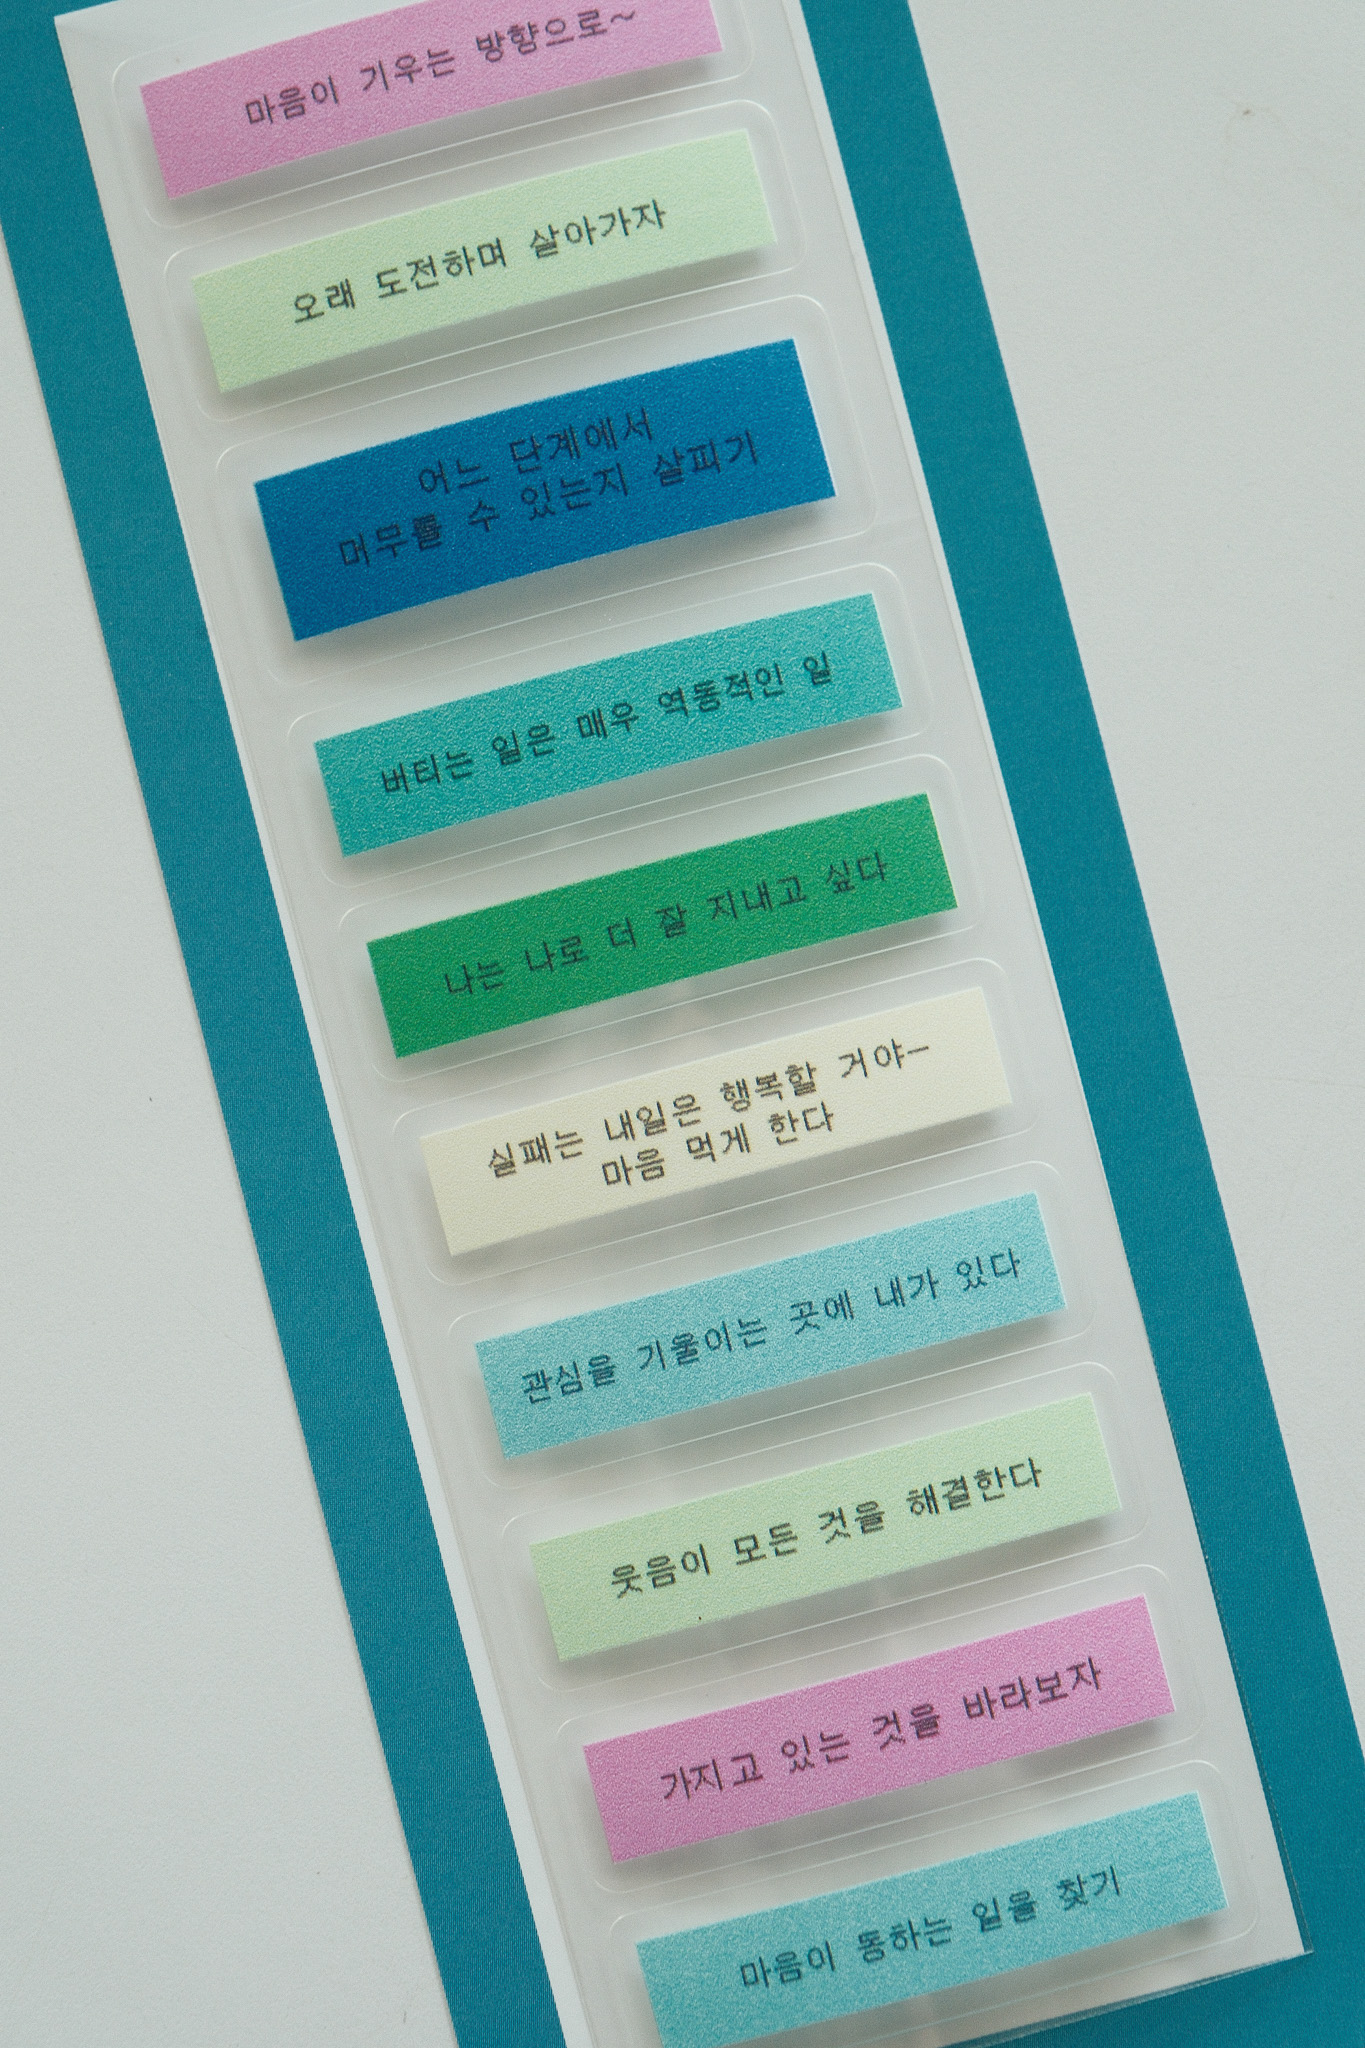 마음이 기우는 방향으로~
오래 도전하며 살아가자
어느 단계에서
머무를 수 있는지 살피기
버티는 일은 매우 역동적인 일
나는 나로 더 잘 지내고 싶다
실패는 내일은 행복할 거야—
마음 먹게 한다
관심을 기울이는 곳에 내가 있다
웃음이 모든 것을 해결한다
가지고 있는 것을 바라보자
마음이 동하는 일을 찾기